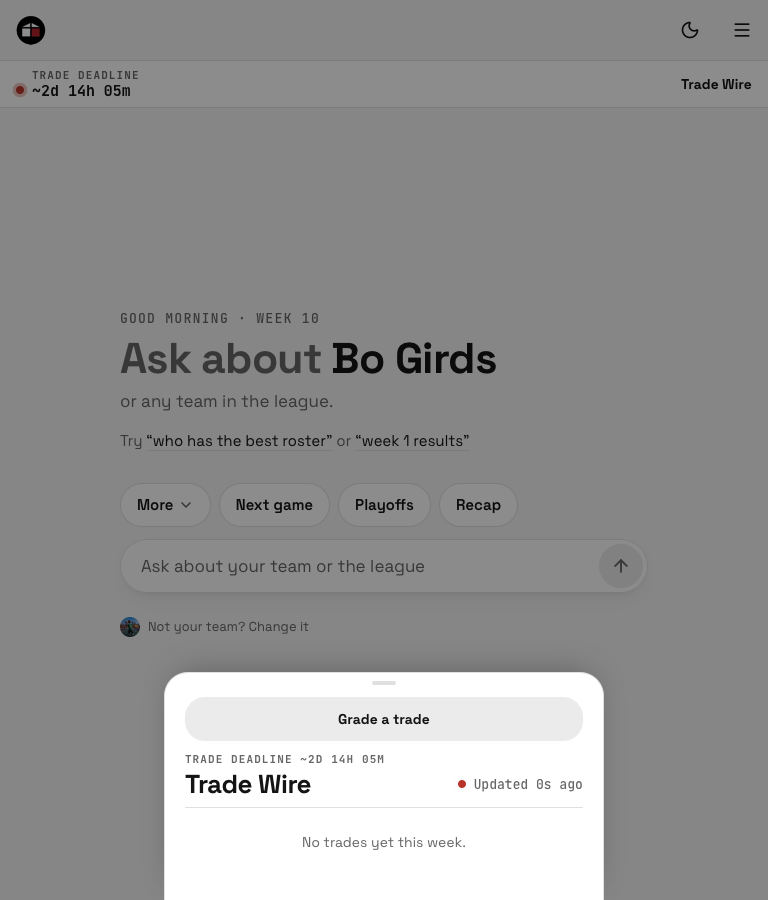 TRADE DEADLINE
~2d 14h 05m
Trade Wire
GOOD MORNING · WEEK 10
Ask about Bo Girds
or any team in the league.
Try “who has the best roster” or “week 1 results”
More
Next game
Playoffs
Recap
Ask about your team or the league
Not your team? Change it
Grade a trade
TRADE DEADLINE ~2D 14H 05M
Trade Wire
Updated 0s ago
No trades yet this week.